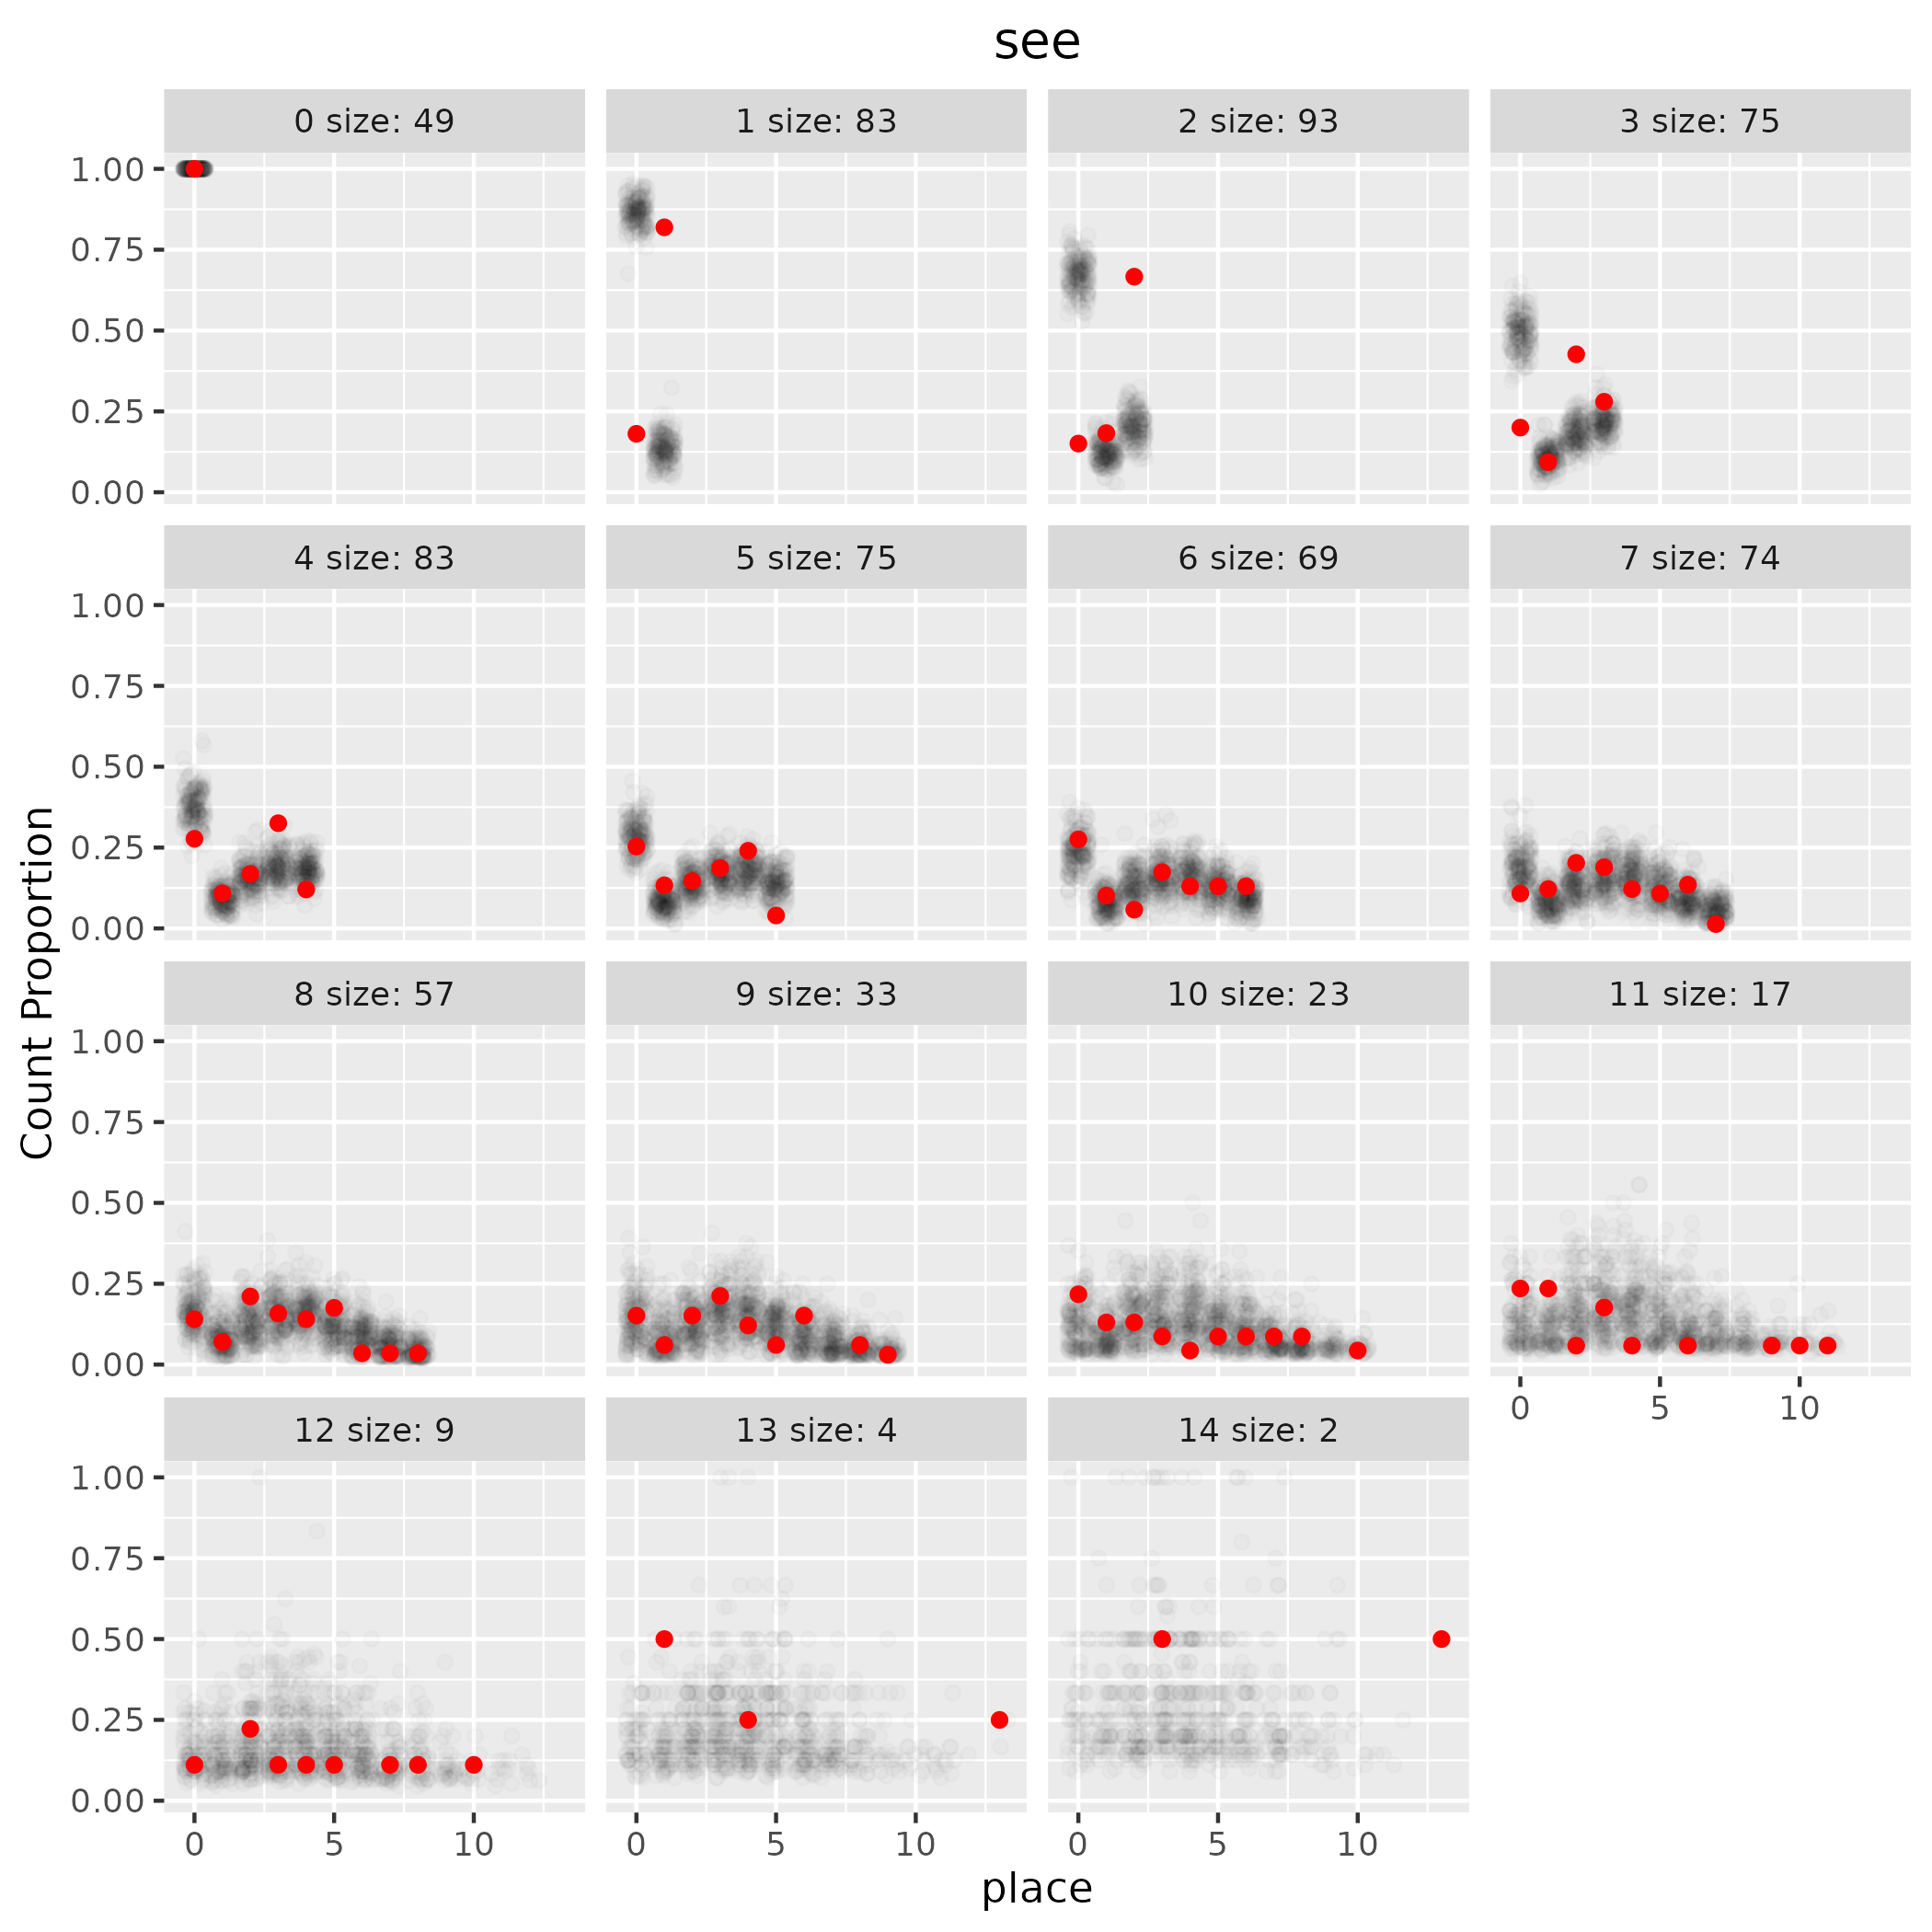 see
0 size: 49
1 size: 83
2 size: 93
3 size: 75
1.00
0.75
0.50
0.25
0.00
4 size: 83
5 size: 75
6 size: 69
7 size: 74
1.00
0.75
0.50
0.25
0.00
Count Proportion
8 size: 57
9 size: 33
10 size: 23
11 size: 17
1.00
0.75
0.50
0.25
0.00
0 5 10
12 size: 9
13 size: 4
14 size: 2
1.00
0.75
0.50
0.25
0.00
0 5 10
0 5 10
0 5 10
place